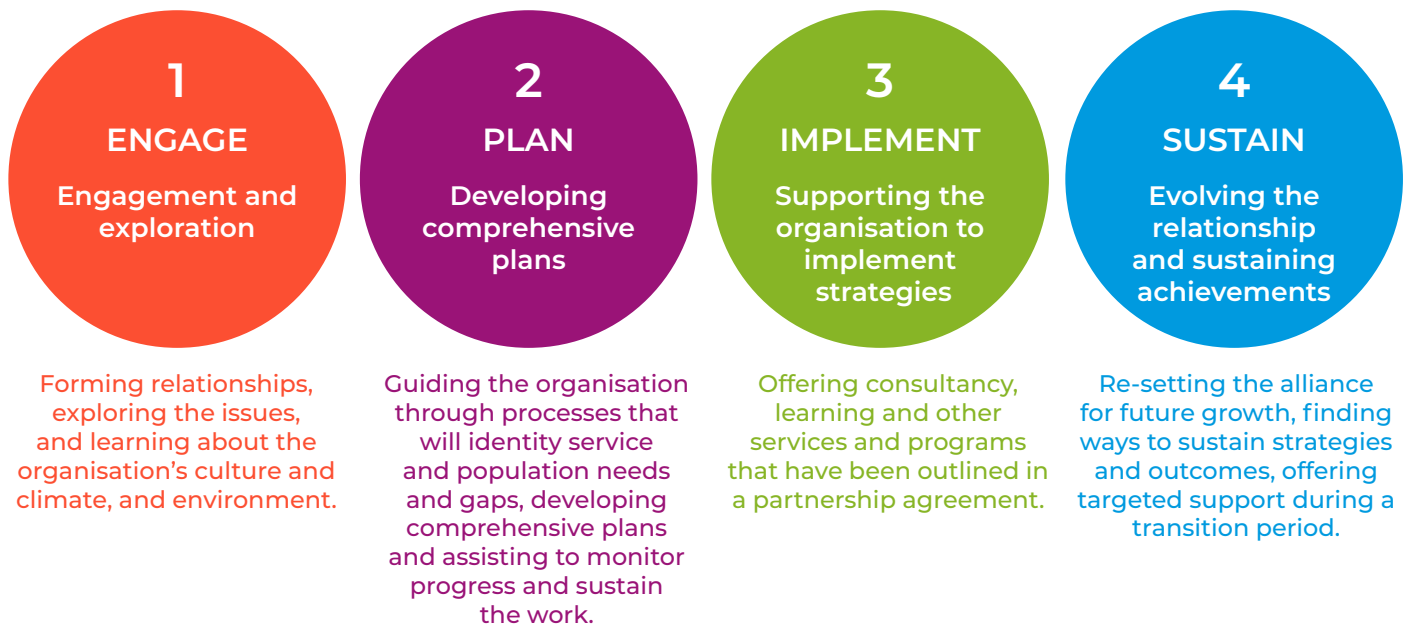 1
ENGAGE
Engagement and
exploration
Forming relationships,
exploring the issues,
and learning about the
organisation’s culture and
climate, and environment.
2
PLAN
Developing
comprehensive
plans
Guiding the organisation
through processes that
will identity service
and population needs
and gaps, developing
comprehensive plans
and assisting to monitor
progress and sustain
the work.
3
IMPLEMENT
Supporting the
organisation to
implement
strategies
Offering consultancy,
learning and other
services and programs
that have been outlined in
a partnership agreement.
4
SUSTAIN
Evolving the
relationship
and sustaining
achievements
Re-setting the alliance
for future growth, finding
ways to sustain strategies
and outcomes, offering
targeted support during a
transition period.